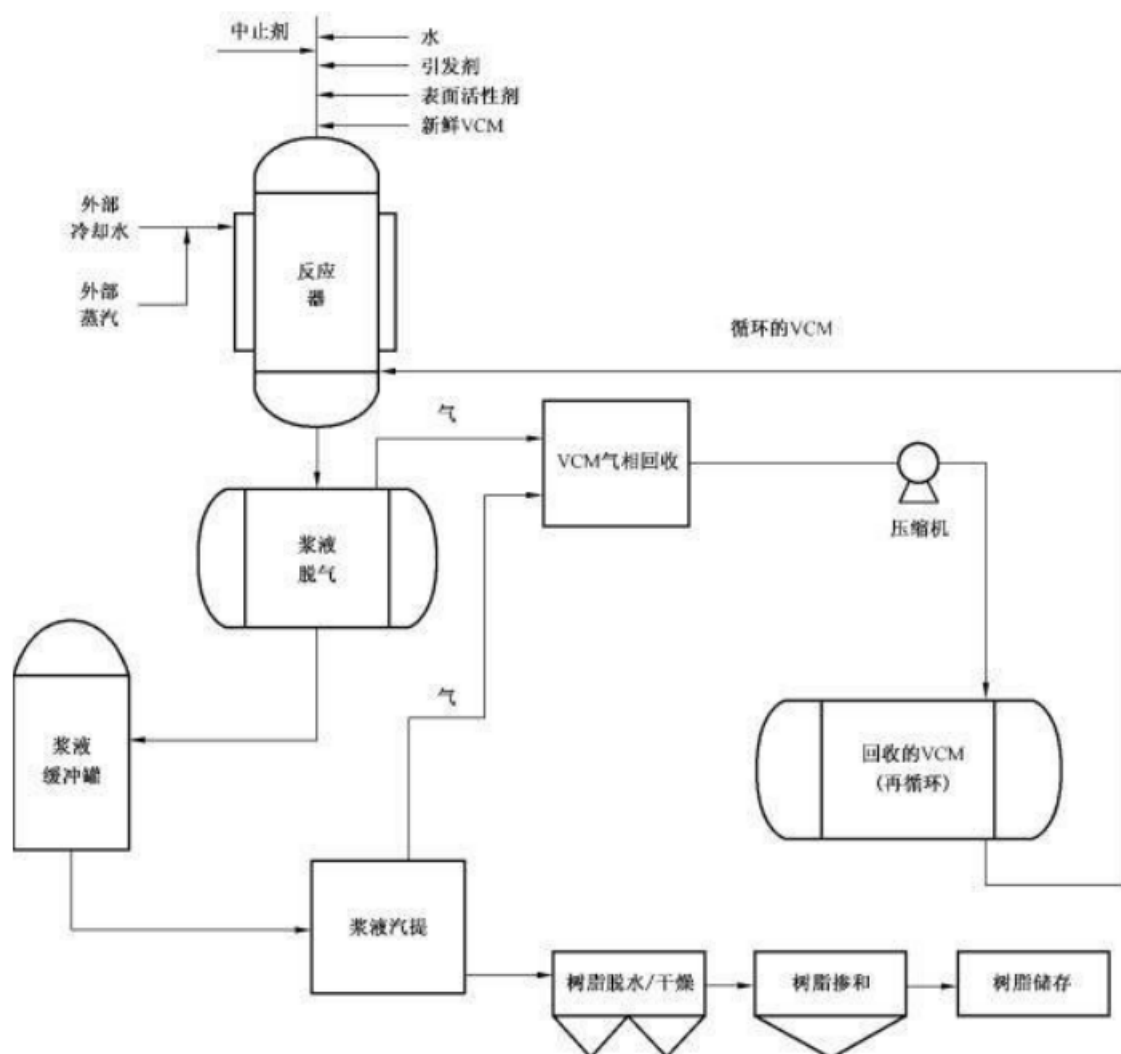 中止剂
水
引发剂
表面活性剂
新鲜VCM
外部
冷却水
外部
蒸汽
反应
器
循环的VCM
气
VCM气相回收
压缩机
浆液
脱气
气
浆液
缓冲罐
回收的VCM
(再循环)
浆液汽提
树脂脱水/干燥
树脂掺和
树脂储存